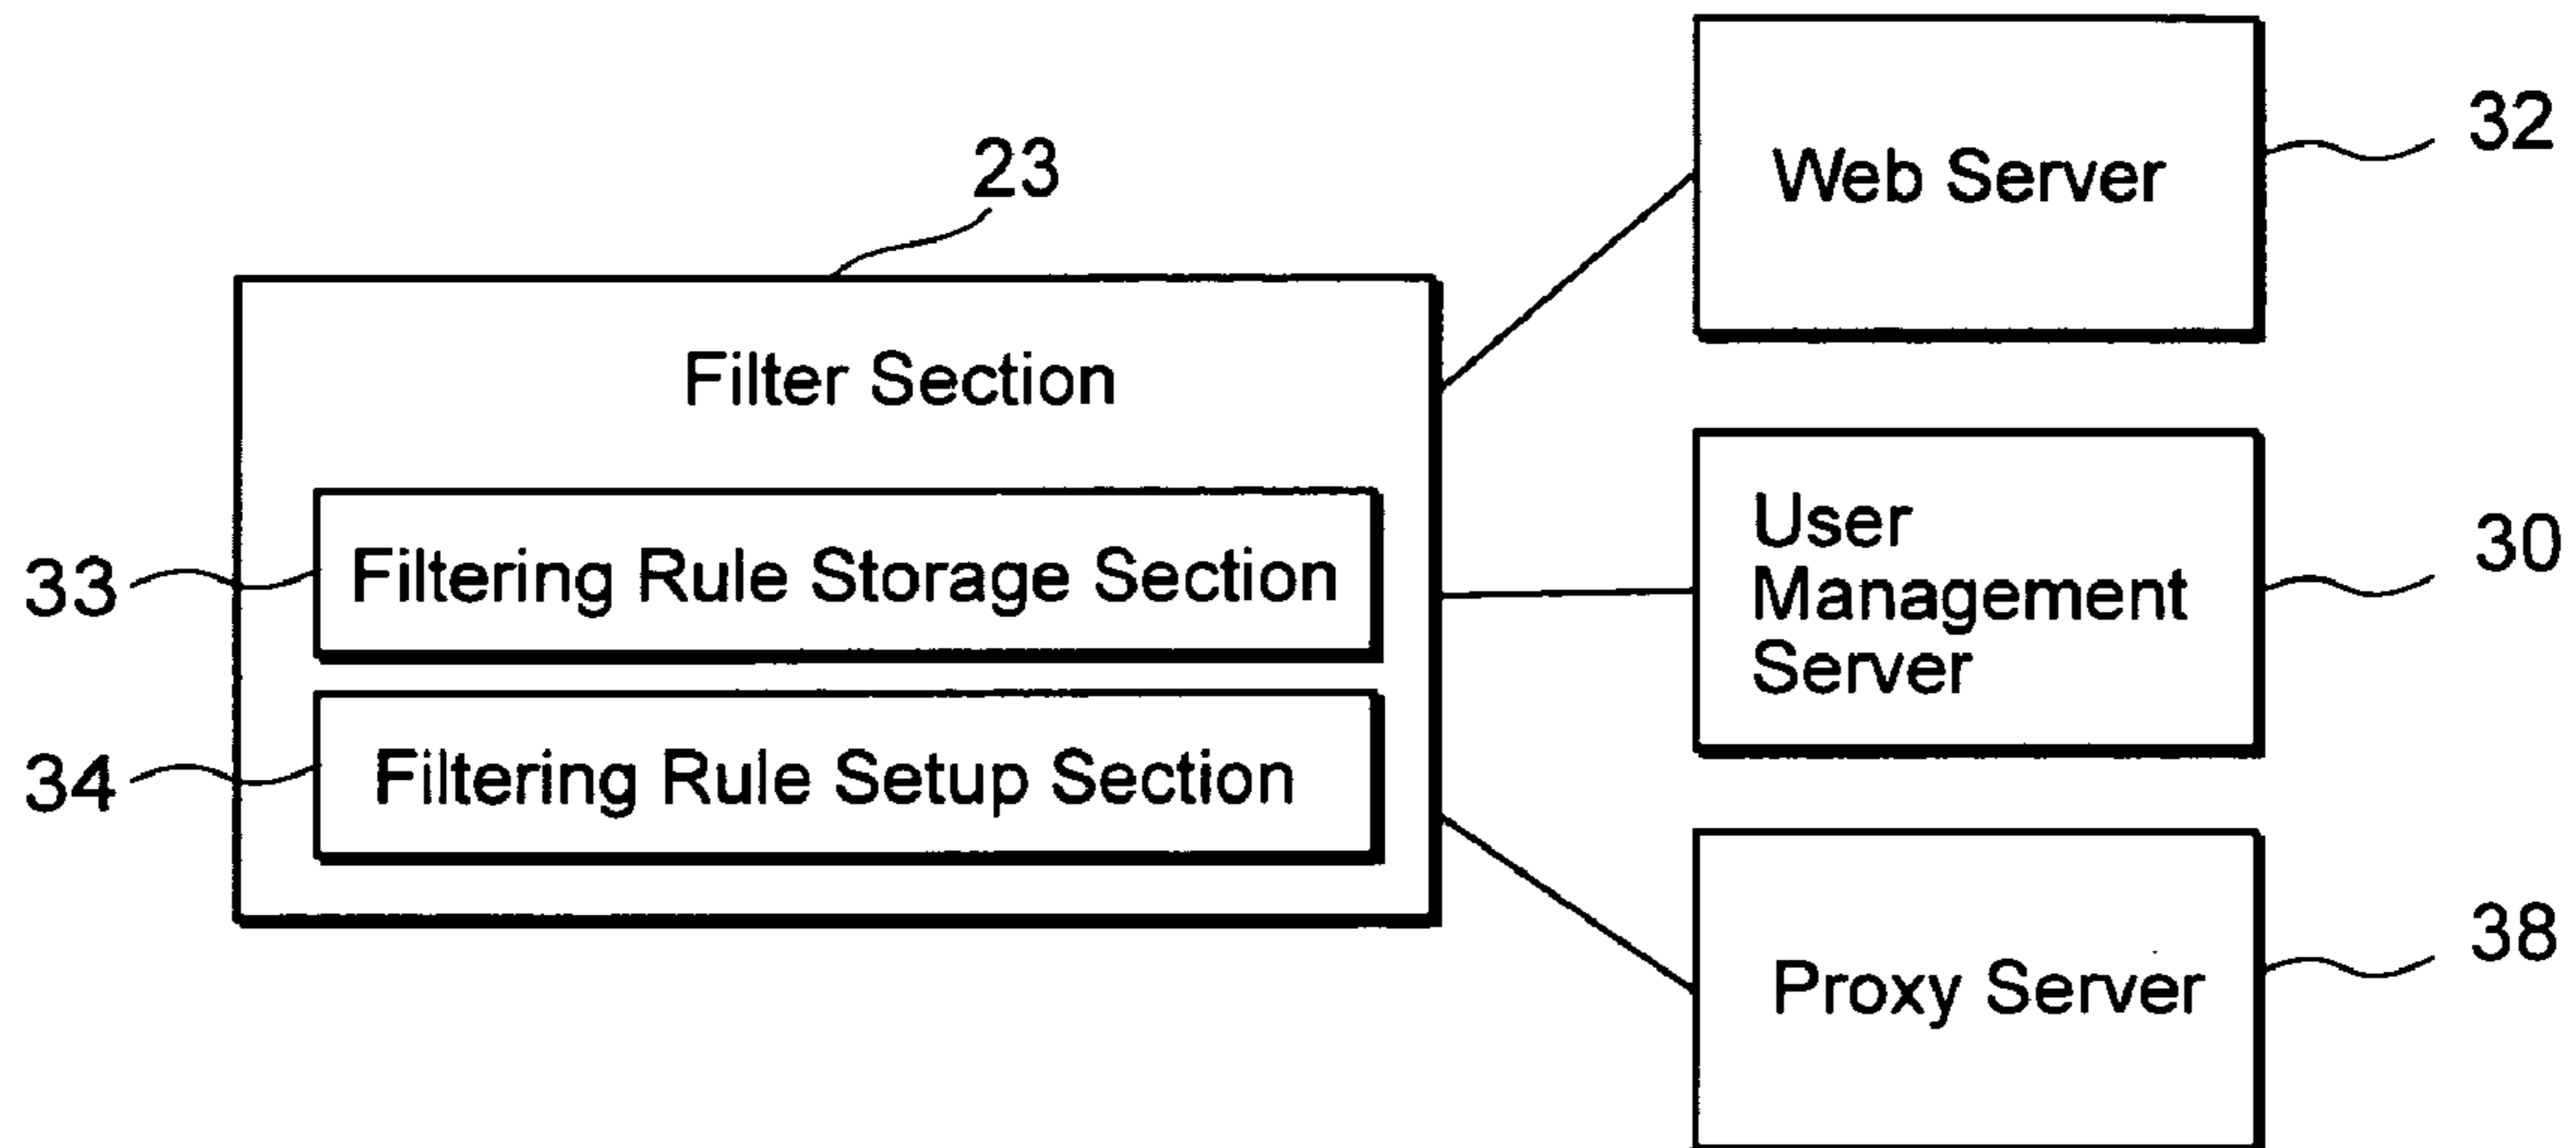 32
Web Server
23
Filter Section
User
Management
Server
30
33
Filtering Rule Storage Section
34
Filtering Rule Setup Section
38
Proxy Server